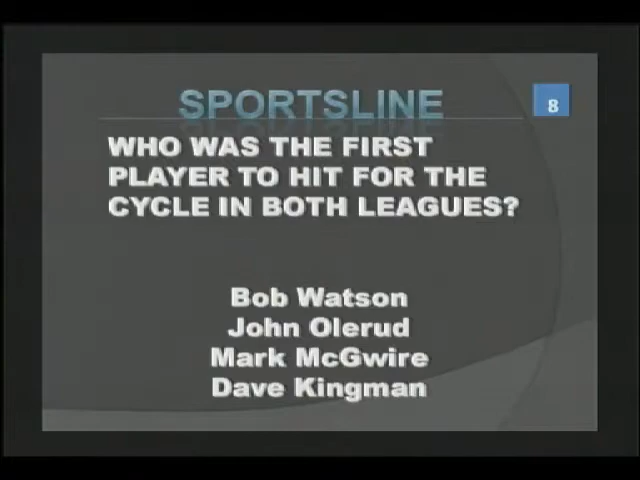 SPORTSLINE
8
WHO WAS THE FIRST
PLAYER TO HIT FOR THE
CYCLE IN BOTH LEAGUES?
Bob Watson
John Olerud
Mark McGwire
Dave Kingman